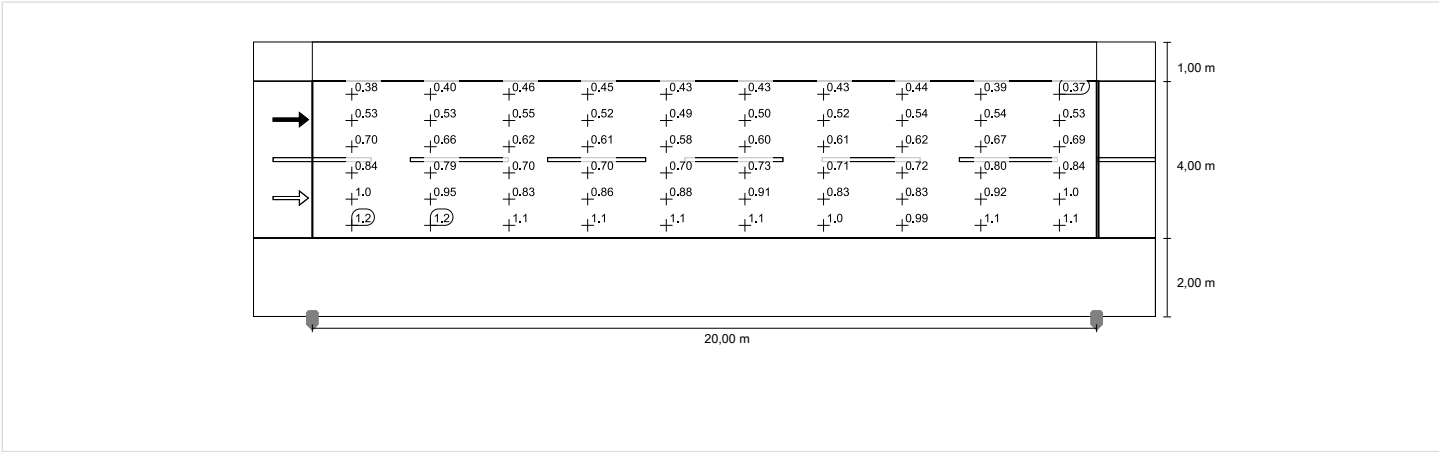 1,00 m
0.38 0.40 0.46 0.45 0.43 0.43 0.43 0.44 0.39 0.37
0.53 0.53 0.55 0.52 0.49 0.50 0.52 0.54 0.54 0.53
0.70 0.66 0.62 0.61 0.58 0.60 0.61 0.62 0.67 0.69
0.84 0.79 0.70 0.70 0.70 0.73 0.71 0.72 0.80 0.84
4,00 m
1.0 0.95 0.83 0.86 0.88 0.91 0.83 0.83 0.92 1.0
1.2 1.2 1.1 1.1 1.1 1.1 1.0 0.99 1.1 1.1
2,00 m
20,00 m